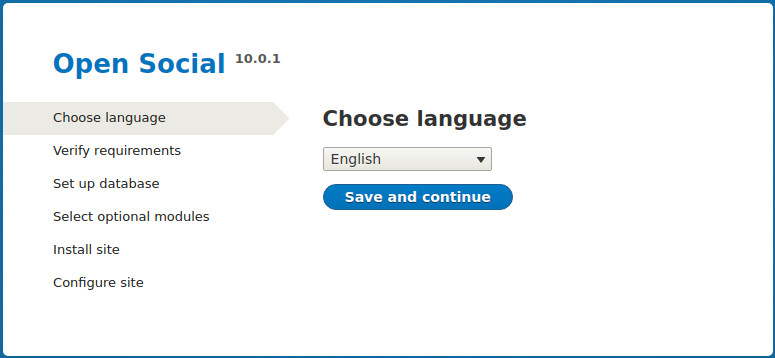 Open Social 10.0.1
Choose language
Verify requirements
Set up database
Select optional modules
Install site
Configure site
Choose language
English
Save and continue